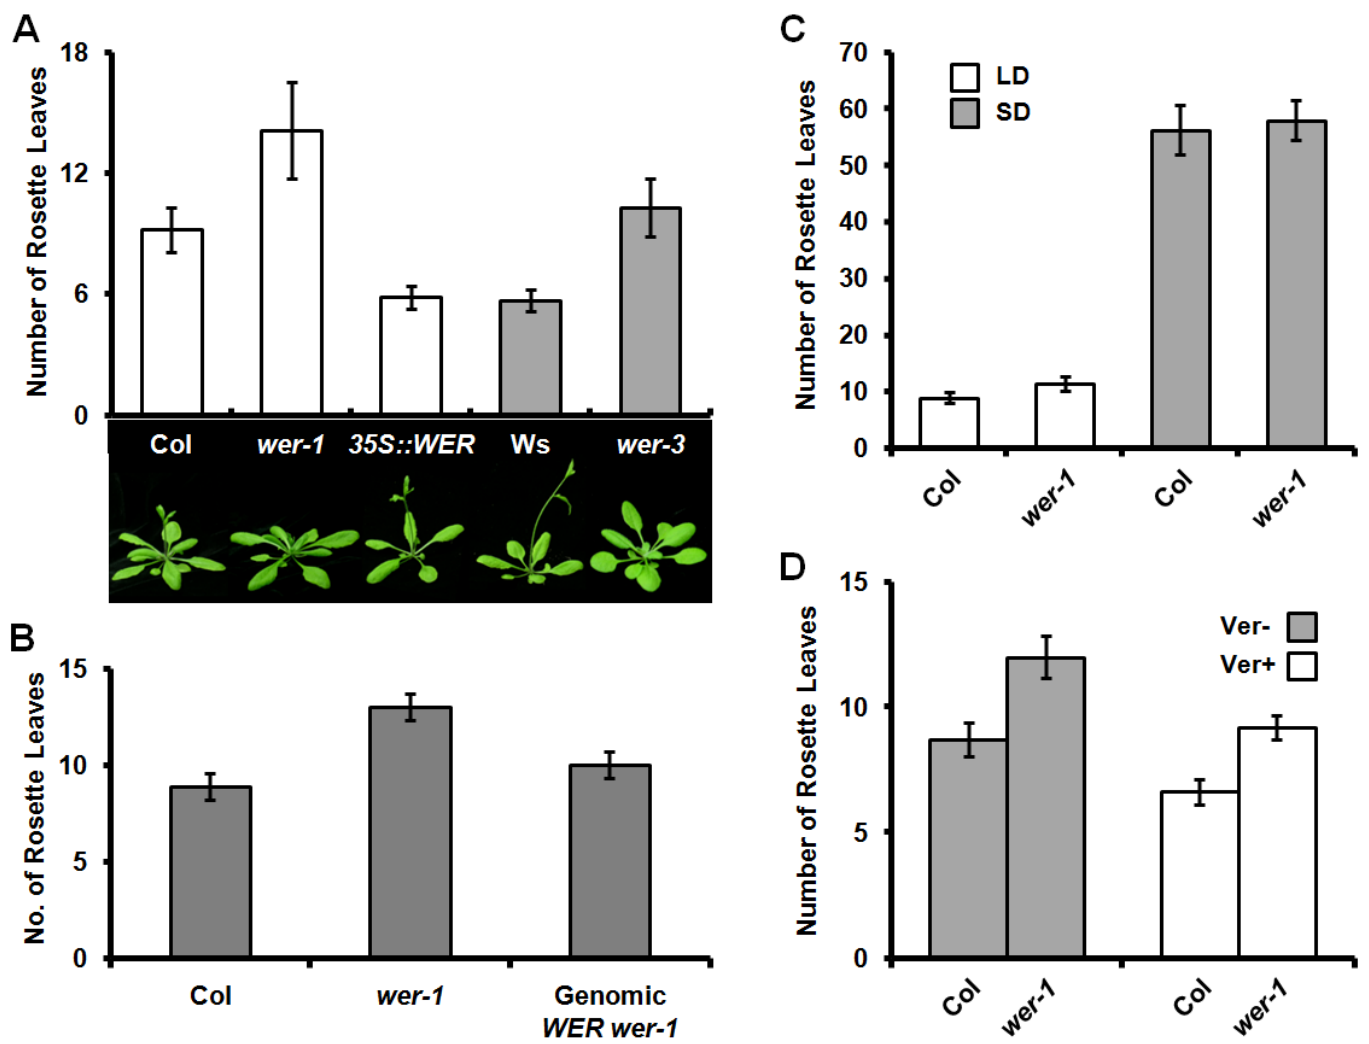 A
Number of Rosette Leaves
18
12
6
0
Col
wer-1
35S::WER
Ws
wer-3
B
No. of Rosette Leaves
15
10
5
0
Col
wer-1
Genomic
WER wer-1
C
Number of Rosette Leaves
70
60
50
40
30
20
10
0
LD
SD
Col
wer-1
Col
wer-1
D
Number of Rosette Leaves
15
10
5
0
Ver-
Ver+
Col
wer-1
Col
wer-1